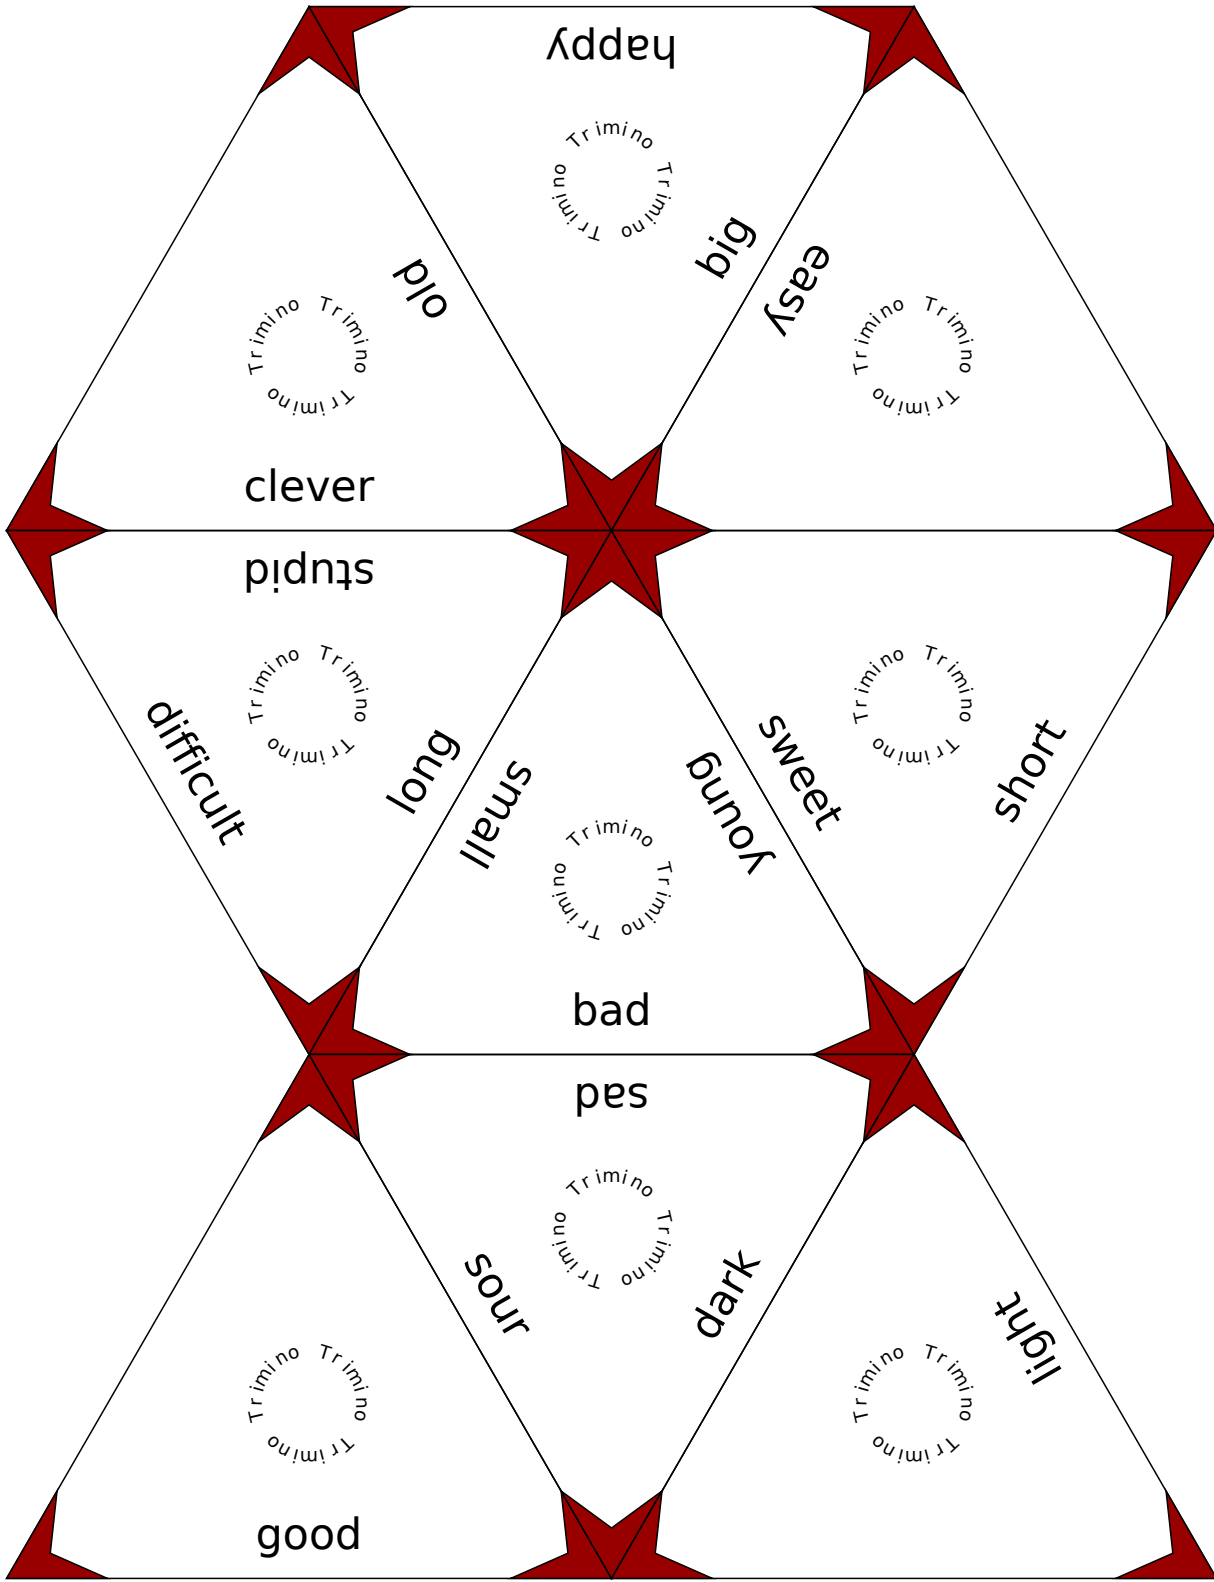 happy
Trimino Trimino Trimino
big
old
easy
Trimino Trimino Trimino
Trimino Trimino Trimino
clever
stupid
Trimino Trimino Trimino
Trimino Trimino Trimino
difficult
long
small
young
sweet
short
Trimino Trimino Trimino
bad
sad
Trimino Trimino Trimino
sour
dark
light
Trimino Trimino Trimino
Trimino Trimino Trimino
good